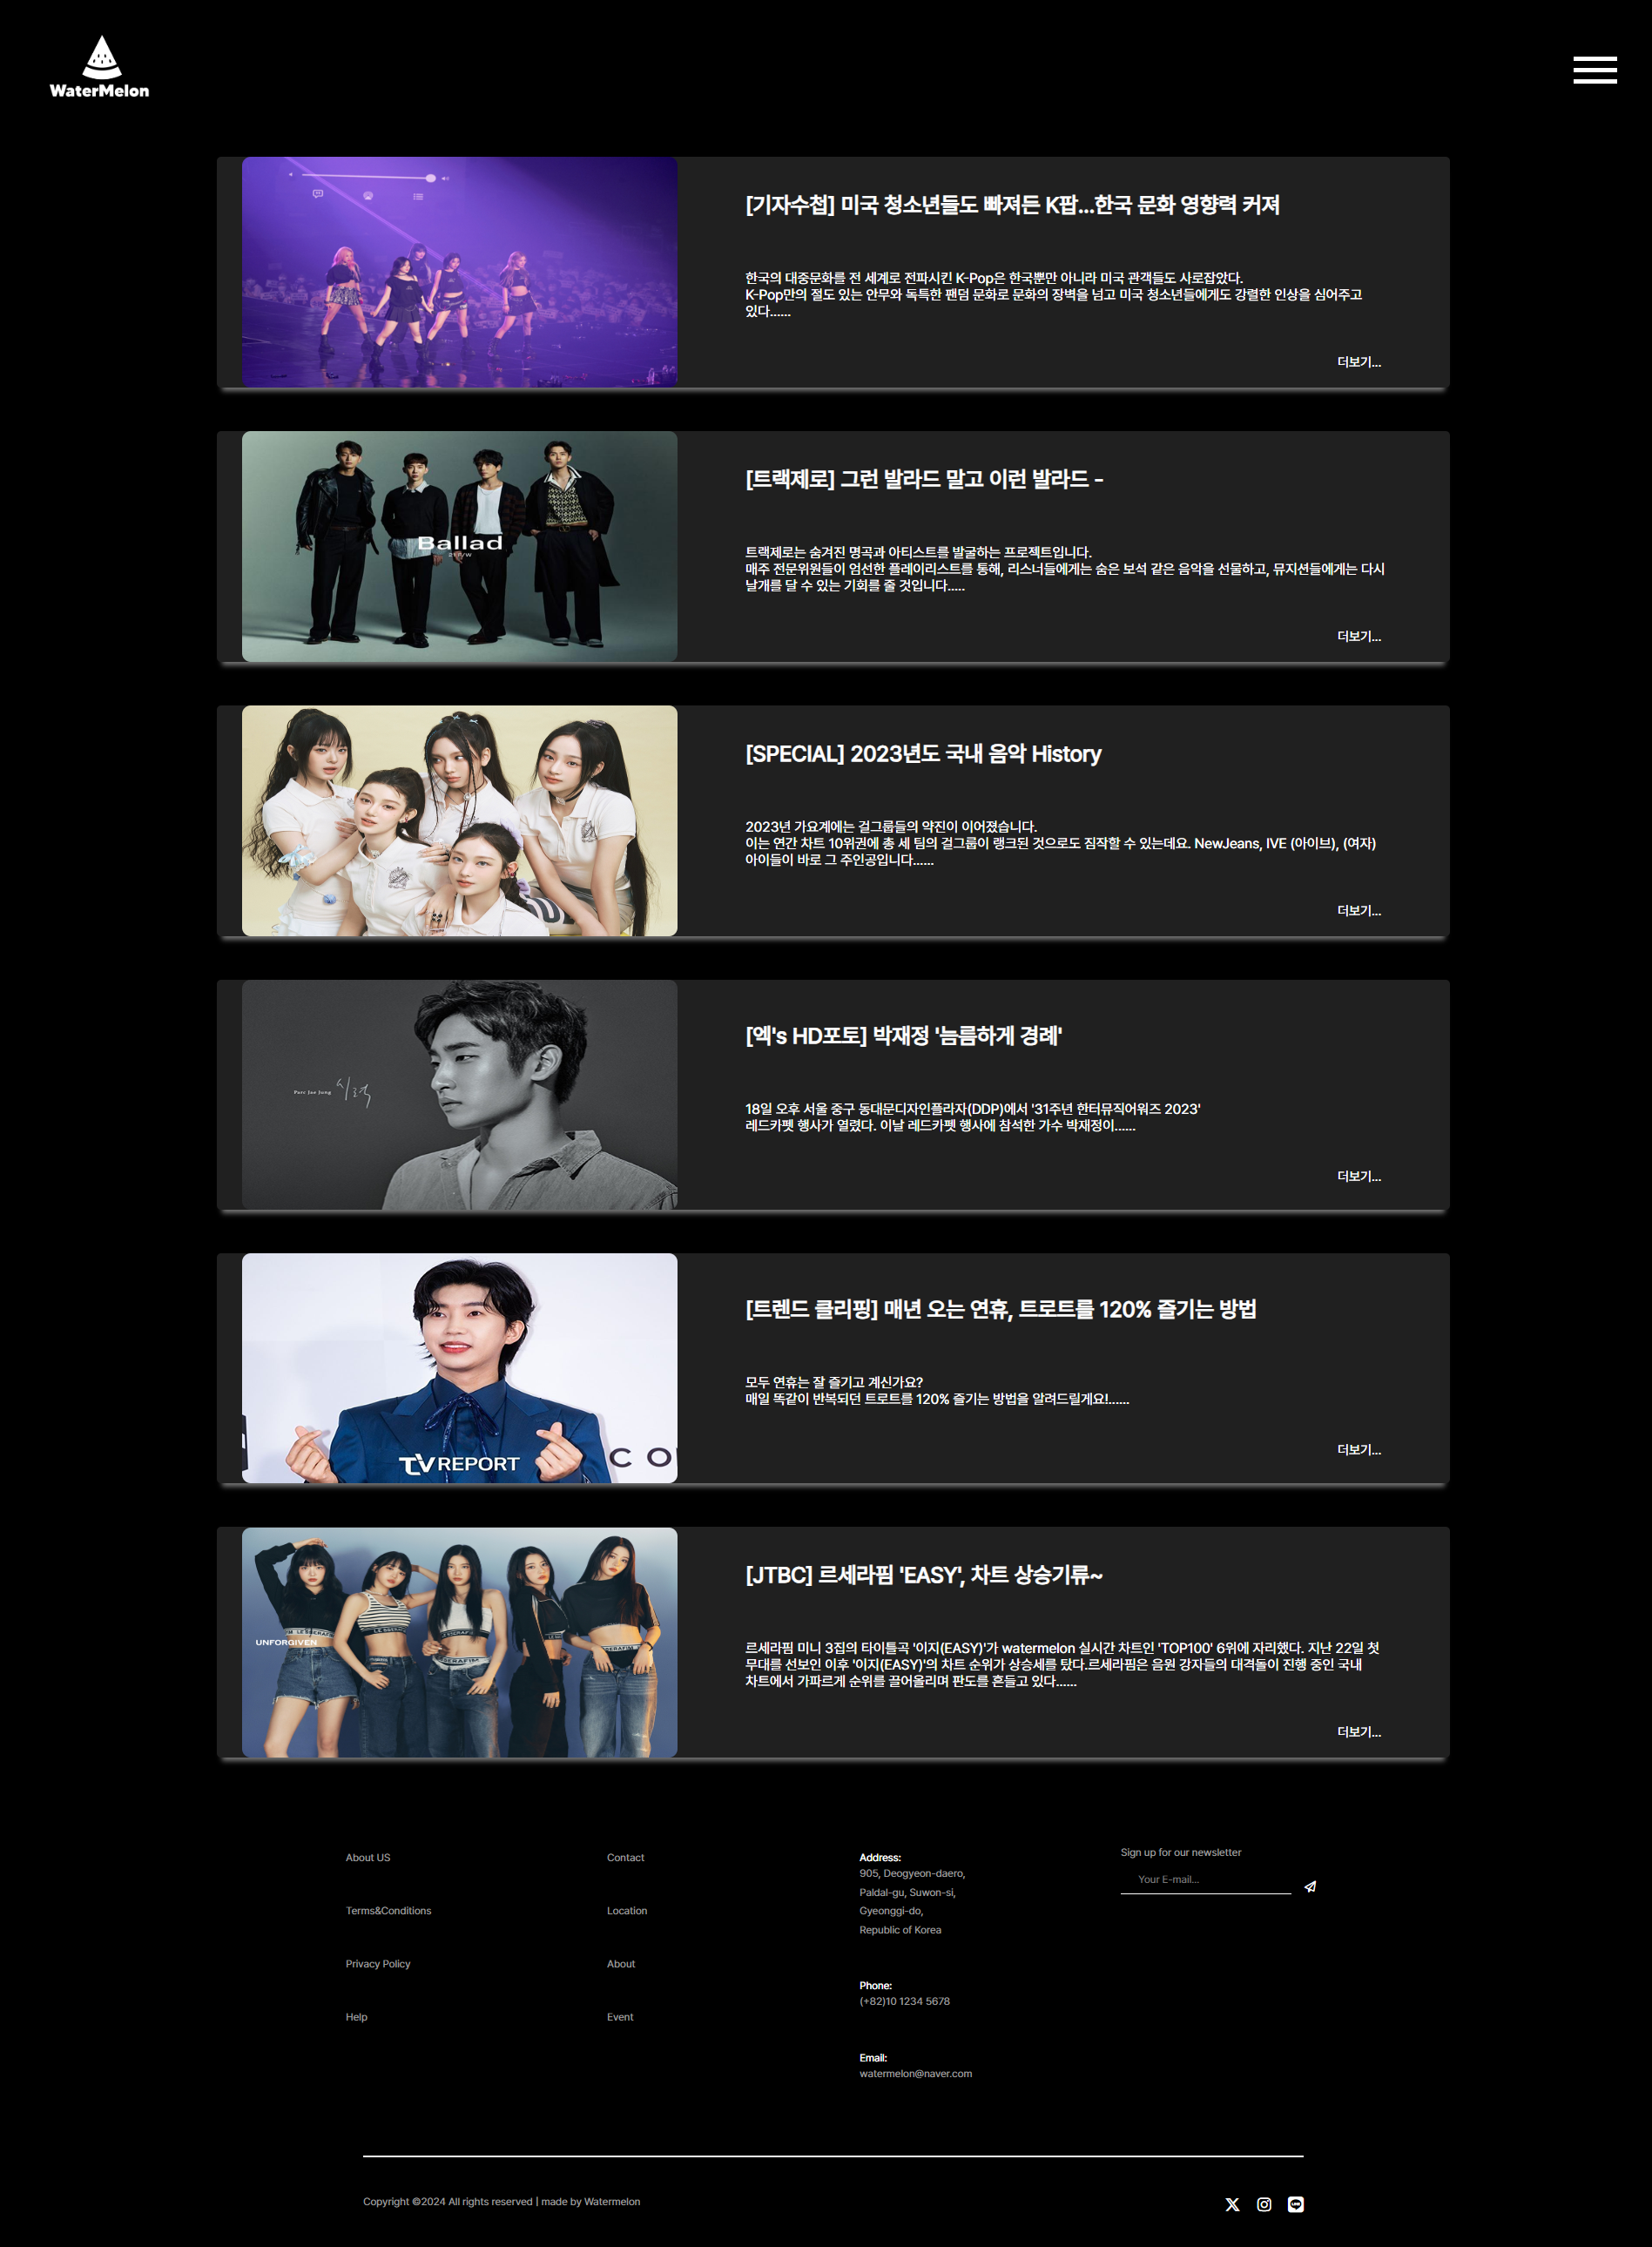 WaterMelon
[기자수첩] 미국 청소년들도 빠져든 K팝...한국 문화 영향력 커져
한국의 대중문화를 전 세계로 전파시킨 K-Pop은 한국뿐만 아니라 미국 관객들도 사로잡았다.
K-Pop만의 절도 있는 안무와 독특한 팬덤 문화로 문화의 장벽을 넘고 미국 청소년들에게도 강렬한 인상을 심어주고
있다......
더보기...
Ballad
21F/W
[트랙제로] 그런 발라드 말고 이런 발라드 -
트랙제로는 숨겨진 명곡과 아티스트를 발굴하는 프로젝트입니다.
매주 전문위원들이 엄선한 플레이리스트를 통해, 리스너들에게는 숨은 보석 같은 음악을 선물하고, 뮤지션들에게는 다시
날개를 달 수 있는 기회를 줄 것입니다.....
더보기...
[SPECIAL] 2023년도 국내 음악 History
2023년 가요계에는 걸그룹들의 약진이 이어졌습니다.
이는 연간 차트 10위권에 총 세 팀의 걸그룹이 랭크된 것으로도 짐작할 수 있는데요. NewJeans, IVE (아이브), (여자)
아이들이 바로 그 주인공입니다......
더보기...
Parc Jae Jung 시력
[엑's HD포토] 박재정 '늠름하게 경례'
18일 오후 서울 중구 동대문디자인플라자(DDP)에서 '31주년 한터뮤직어워즈 2023'
레드카펫 행사가 열렸다. 이날 레드카펫 행사에 참석한 가수 박재정이......
더보기...
TV REPORT
C O
[트렌드 클리핑] 매년 오는 연휴, 트로트를 120% 즐기는 방법
모두 연휴는 잘 즐기고 계신가요?
매일 똑같이 반복되던 트로트를 120% 즐기는 방법을 알려드릴게요!......
더보기...
UNFORGIVEN
[JTBC] 르세라핌 'EASY', 차트 상승기류~
르세라핌 미니 3집의 타이틀곡 '이지(EASY)'가 watermelon 실시간 차트인 'TOP100' 6위에 자리했다. 지난 22일 첫
무대를 선보인 이후 '이지(EASY)'의 차트 순위가 상승세를 탔다.르세라핌은 음원 강자들의 대격돌이 진행 중인 국내
차트에서 가파르게 순위를 끌어올리며 판도를 흔들고 있다......
더보기...
About US
Terms&Conditions
Privacy Policy
Help
Contact
Location
About
Event
Address:
905, Deogyeon-daero,
Paldal-gu, Suwon-si,
Gyeonggi-do,
Republic of Korea
Phone:
(+82)10 1234 5678
Email:
watermelon@naver.com
Sign up for our newsletter
Your E-mail...
Copyright ©2024 All rights reserved | made by Watermelon